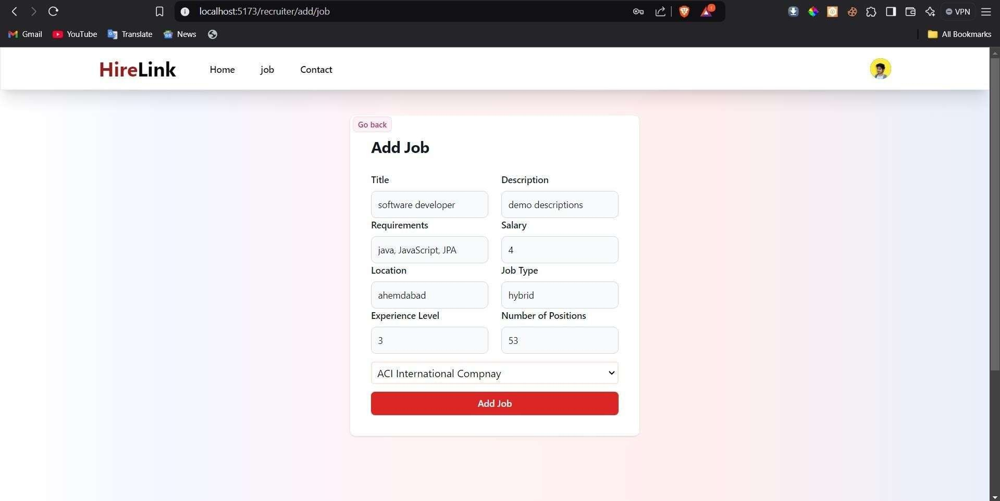 localhost:5173/recruiter/add/job
1
VPN
Gmail YouTube Translate News All Bookmarks
HireLink Home job Contact
Go back
Add Job
Title Description
software developer demo descriptions
Requirements Salary
java, JavaScript, JPA 4
Location Job Type
ahemdabad hybrid
Experience Level Number of Positions
3 53
ACI International Compnay
Add Job